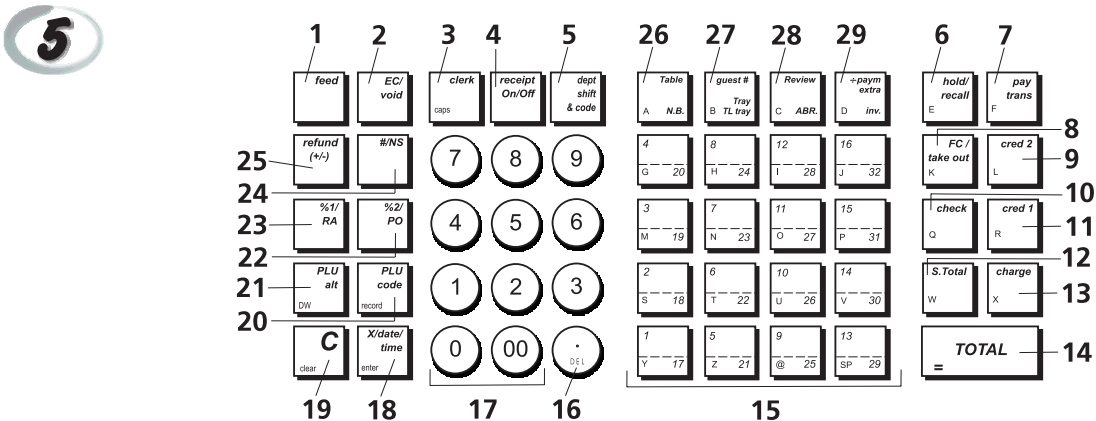 5
1 2 3 4 5 26 27 28 29 6 7
feed
EC/
void
clerk
caps
receipt
On/Off
dept
shift
& code
Table
A N.B.
guest #
Tray
B TL tray
Review
C ABR.
÷paym
extra
D inv.
hold/
recall
E
pay
trans
F
8
refund
(+/-)
#/NS
7 8 9
4
G 20
8
H 24
12
I 28
16
J 32
FC /
take out
K
cred 2
L
25
24
9
10
%1/
RA
%2/
PO
4 5 6
3
M 19
7
N 23
11
O 27
15
P 31
check
Q
cred 1
R
23
22
11
12
PLU
alt
DW
PLU
code
record
1 2 3
2
S 18
6
T 22
10
U 26
14
V 30
S.Total
W
charge
X
21
20
13
C
clear
X/date/
time
enter
0 00 .
DEL
1
Y 17
5
Z 21
9
@ 25
13
SP 29
TOTAL
=
14
19 18 17 16 15